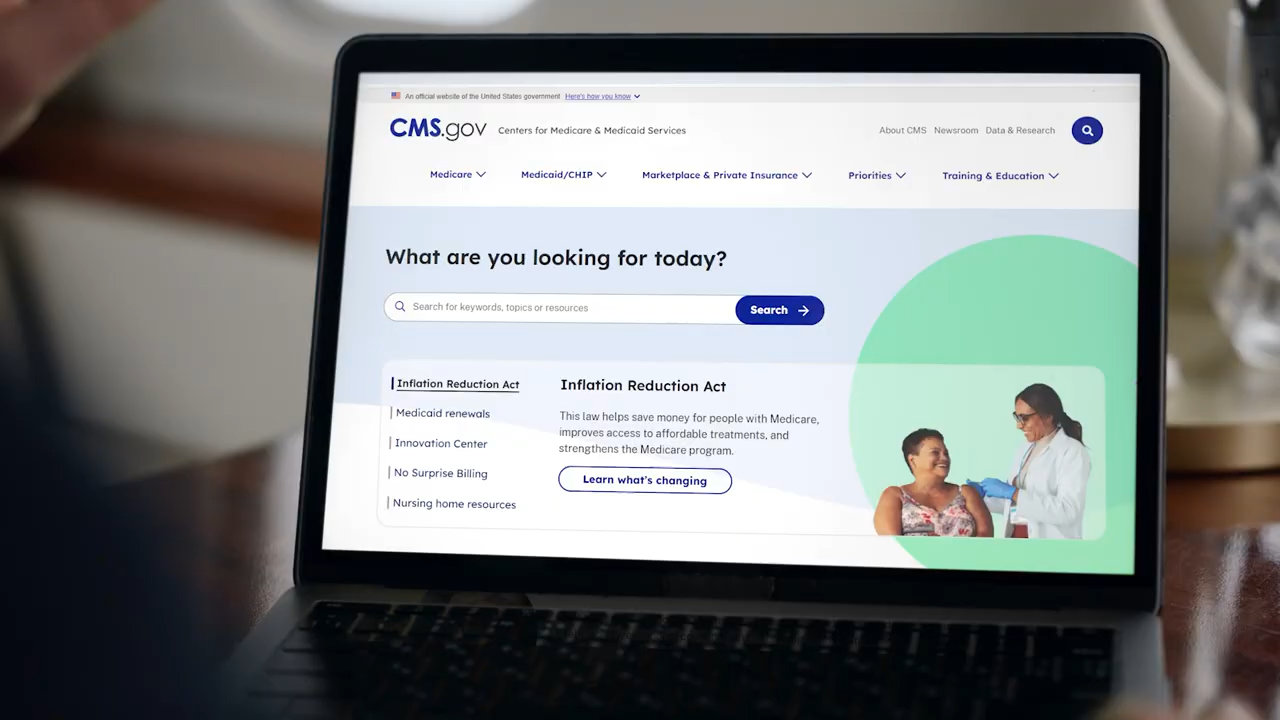 An official website of the United States government Here's how you know
CMS.gov Centers for Medicare & Medicaid Services
About CMS Newsroom Data & Research
Medicare Medicaid/CHIP Marketplace & Private Insurance Priorities Training & Education
What are you looking for today?
Search for keywords, topics or resources Search
Inflation Reduction Act
Medicaid renewals
Innovation Center
No Surprise Billing
Nursing home resources
Inflation Reduction Act
This law helps save money for people with Medicare,
improves access to affordable treatments, and
strengthens the Medicare program.
Learn what's changing